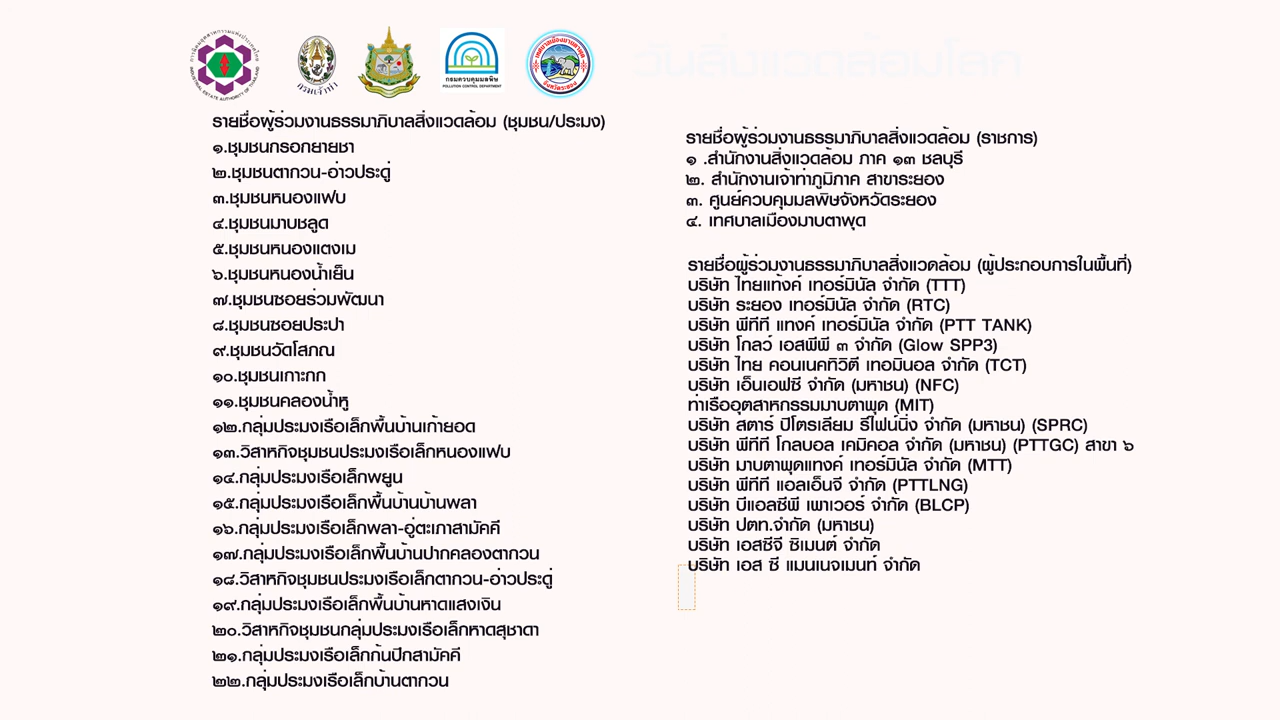 วันสิ่งแวดล้อมโลก
กรมเจ้าท่า
กรมควบคุมมลพิษ
POLLUTION CONTROL DEPARTMENT
รายชื่อผู้ร่วมงานธรรมาภิบาลสิ่งแวดล้อม (ชุมชน/ประมง)
๑.ชุมชนกรอกยายชา
๒.ชุมชนตากวน-อ่าวประดู่
๓.ชุมชนหนองแฟบ
๔.ชุมชนมาบชลูด
๕.ชุมชนหนองแตงเม
๖.ชุมชนหนองน้ำเย็น
๗.ชุมชนซอยร่วมพัฒนา
๘.ชุมชนซอยประปา
๙.ชุมชนวัดโสภณ
๑๐.ชุมชนเกาะกก
๑๑.ชุมชนคลองน้ำหู
๑๒.กลุ่มประมงเรือเล็กพื้นบ้านเก้ายอด
๑๓.วิสาหกิจชุมชนประมงเรือเล็กหนองแฟบ
๑๔.กลุ่มประมงเรือเล็กพยูน
๑๕.กลุ่มประมงเรือเล็กพื้นบ้านบ้านพลา
๑๖.กลุ่มประมงเรือเล็กพลา-อู่ตะเภาสามัคคี
๑๗.กลุ่มประมงเรือเล็กพื้นบ้านปากคลองตากวน
๑๘.วิสาหกิจชุมชนประมงเรือเล็กตากวน-อ่าวประดู่
๑๙.กลุ่มประมงเรือเล็กพื้นบ้านหาดแสงเงิน
๒๐.วิสาหกิจชุมชนกลุ่มประมงเรือเล็กหาดสุชาดา
๒๑.กลุ่มประมงเรือเล็กก้นปึกสามัคคี
๒๒.กลุ่มประมงเรือเล็กบ้านตากวน
รายชื่อผู้ร่วมงานธรรมาภิบาลสิ่งแวดล้อม (ราชการ)
๑ .สำนักงานสิ่งแวดล้อม ภาค ๑๓ ชลบุรี
๒. สำนักงานเจ้าท่าภูมิภาค สาขาระยอง
๓. ศูนย์ควบคุมมลพิษจังหวัดระยอง
๔. เทศบาลเมืองมาบตาพุด
รายชื่อผู้ร่วมงานธรรมาภิบาลสิ่งแวดล้อม (ผู้ประกอบการในพื้นที่)
บริษัท ไทยแท้งค์ เทอร์มินัล จำกัด (TTT)
บริษัท ระยอง เทอร์มินัล จำกัด (RTC)
บริษัท พีทีที แทงค์ เทอร์มินัล จำกัด (PTT TANK)
บริษัท โกลว์ เอสพีพี ๓ จำกัด (Glow SPP3)
บริษัท ไทย คอนเนคทิวิตี เทอมินอล จำกัด (TCT)
บริษัท เอ็นเอฟซี จำกัด (มหาชน) (NFC)
ท่าเรืออุตสาหกรรมมาบตาพุด (MIT)
บริษัท สตาร์ ปิโตรเลียม รีไฟน์นิ่ง จำกัด (มหาชน) (SPRC)
บริษัท พีทีที โกลบอล เคมิคอล จำกัด (มหาชน) (PTTGC) สาขา ๖
บริษัท มาบตาพุดแทงค์ เทอร์มินัล จำกัด (MTT)
บริษัท พีทีที แอลเอ็นจี จำกัด (PTTLNG)
บริษัท บีแอลซีพี เพาเวอร์ จำกัด (BLCP)
บริษัท ปตท.จำกัด (มหาชน)
บริษัท เอสซีจี ซิเมนต์ จำกัด
บริษัท เอส ซี แมนเนจเมนท์ จำกัด